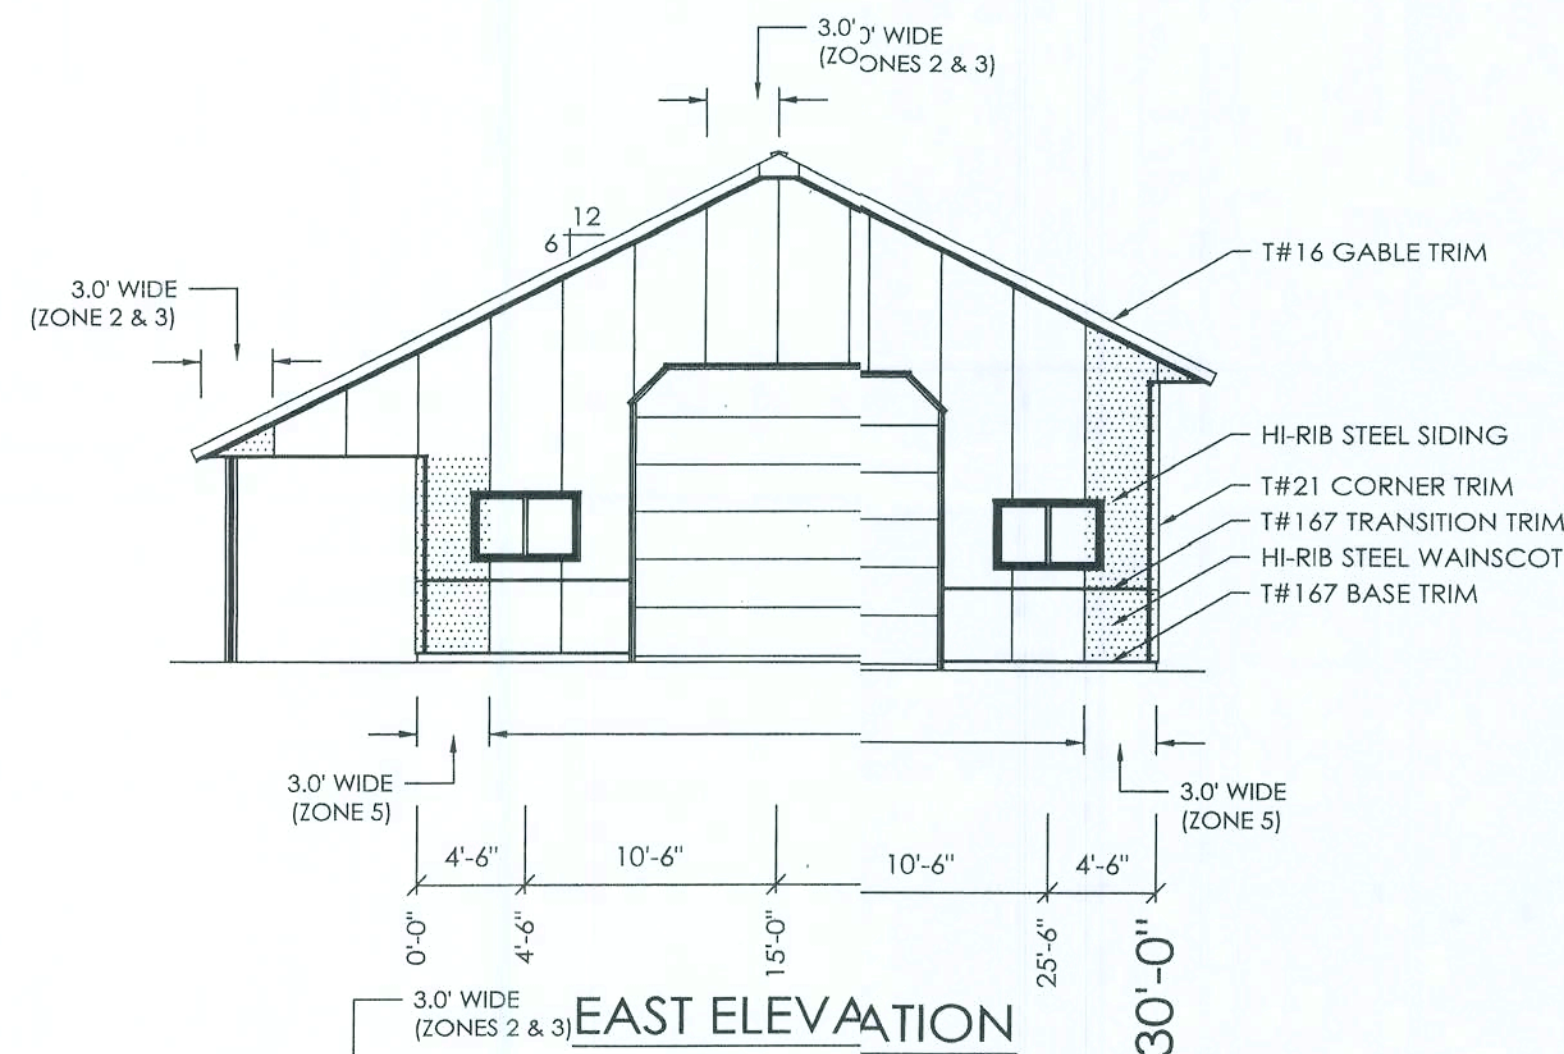 3.0' 0' WIDE
(ZOONES 2 & 3)
12
6
T#16 GABLE TRIM
3.0' WIDE
(ZONE 2 & 3)
HI-RIB STEEL SIDING
T#21 CORNER TRIM
T#167 TRANSITION TRIM
HI-RIB STEEL WAINSCOT
T#167 BASE TRIM
3.0' WIDE
(ZONE 5)
3.0' WIDE
(ZONE 5)
4'-6" 10'-6" 10'-6" 4'-6"
0'-0" 4'-6" 15'-0" 25'-6" 30'-0"
3.0' WIDE
(ZONES 2 & 3)
EAST ELEVAATION